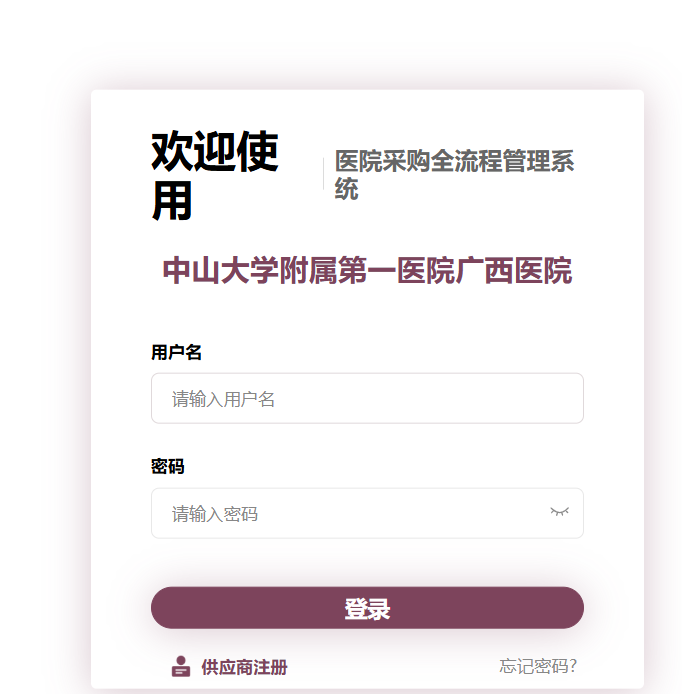 欢迎使
用
医院采购全流程管理系
统
中山大学附属第一医院广西医院
用户名
请输入用户名
密码
请输入密码
登录
供应商注册
忘记密码?